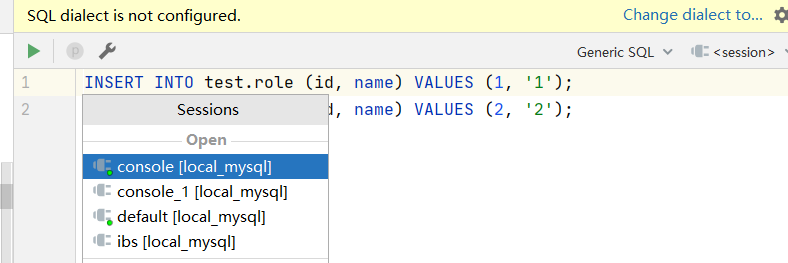 SQL dialect is not configured.
Change dialect to...
Generic SQL
<session>
1 INSERT INTO test.role (id, name) VALUES (1, '1');
2 d, name) VALUES (2, '2');
Sessions
Open
console [local_mysql]
console_1 [local_mysql]
default [local_mysql]
ibs [local_mysql]